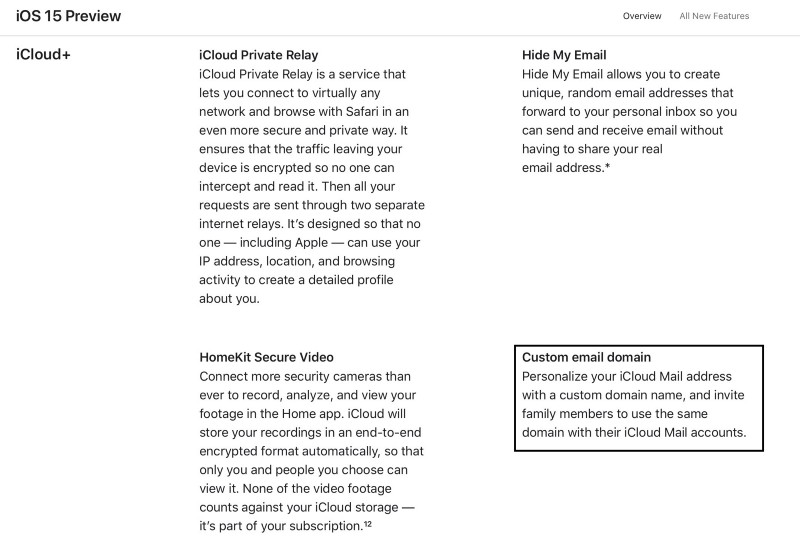 iOS 15 Preview
Overview
All New Features
iCloud+
iCloud Private Relay
iCloud Private Relay is a service that
lets you connect to virtually any
network and browse with Safari in an
even more secure and private way. It
ensures that the traffic leaving your
device is encrypted so no one can
intercept and read it. Then all your
requests are sent through two separate
internet relays. It’s designed so that no
one — including Apple — can use your
IP address, location, and browsing
activity to create a detailed profile
about you.
Hide My Email
Hide My Email allows you to create
unique, random email addresses that
forward to your personal inbox so you
can send and receive email without
having to share your real
email address.*
HomeKit Secure Video
Connect more security cameras than
ever to record, analyze, and view your
footage in the Home app. iCloud will
store your recordings in an end-to-end
encrypted format automatically, so that
only you and people you choose can
view it. None of the video footage
counts against your iCloud storage —
it’s part of your subscription.¹²
Custom email domain
Personalize your iCloud Mail address
with a custom domain name, and invite
family members to use the same
domain with their iCloud Mail accounts.